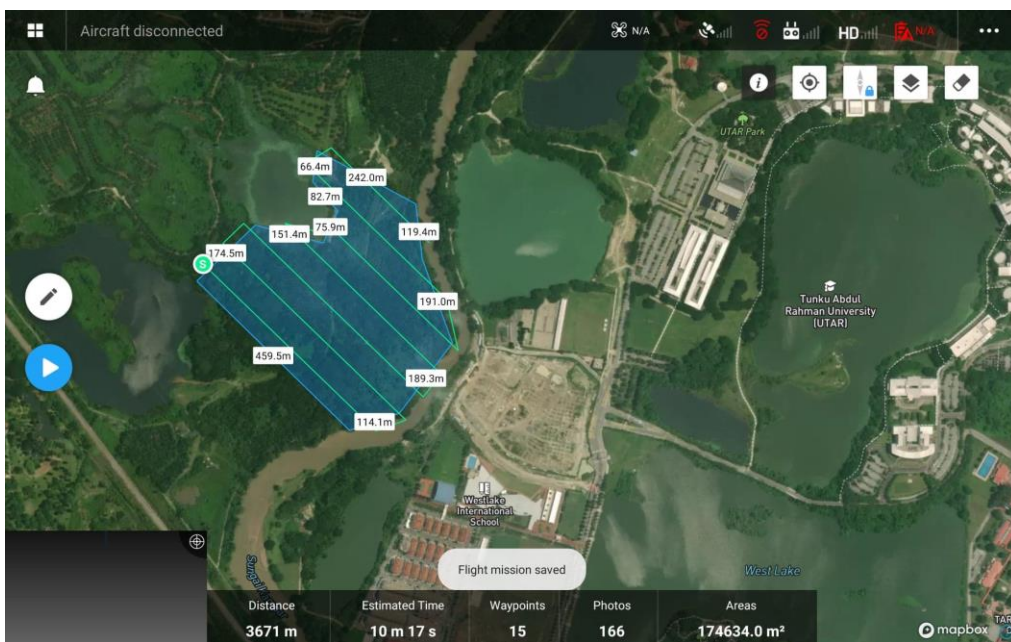 Aircraft disconnected
N/A
HD
N/A
i
UTAR Park
66.4m
242.0m
82.7m
151.4m
75.9m
119.4m
174.5m
S
191.0m
Tunku Abdul
Rahman University
(UTAR)
459.5m
189.3m
114.1m
Westlake
International
School
Flight mission saved
West Lake
Distance
Estimated Time
Waypoints
Photos
Areas
3671 m
10 m 17 s
15
166
174634.0 m²
mapbox
TAR